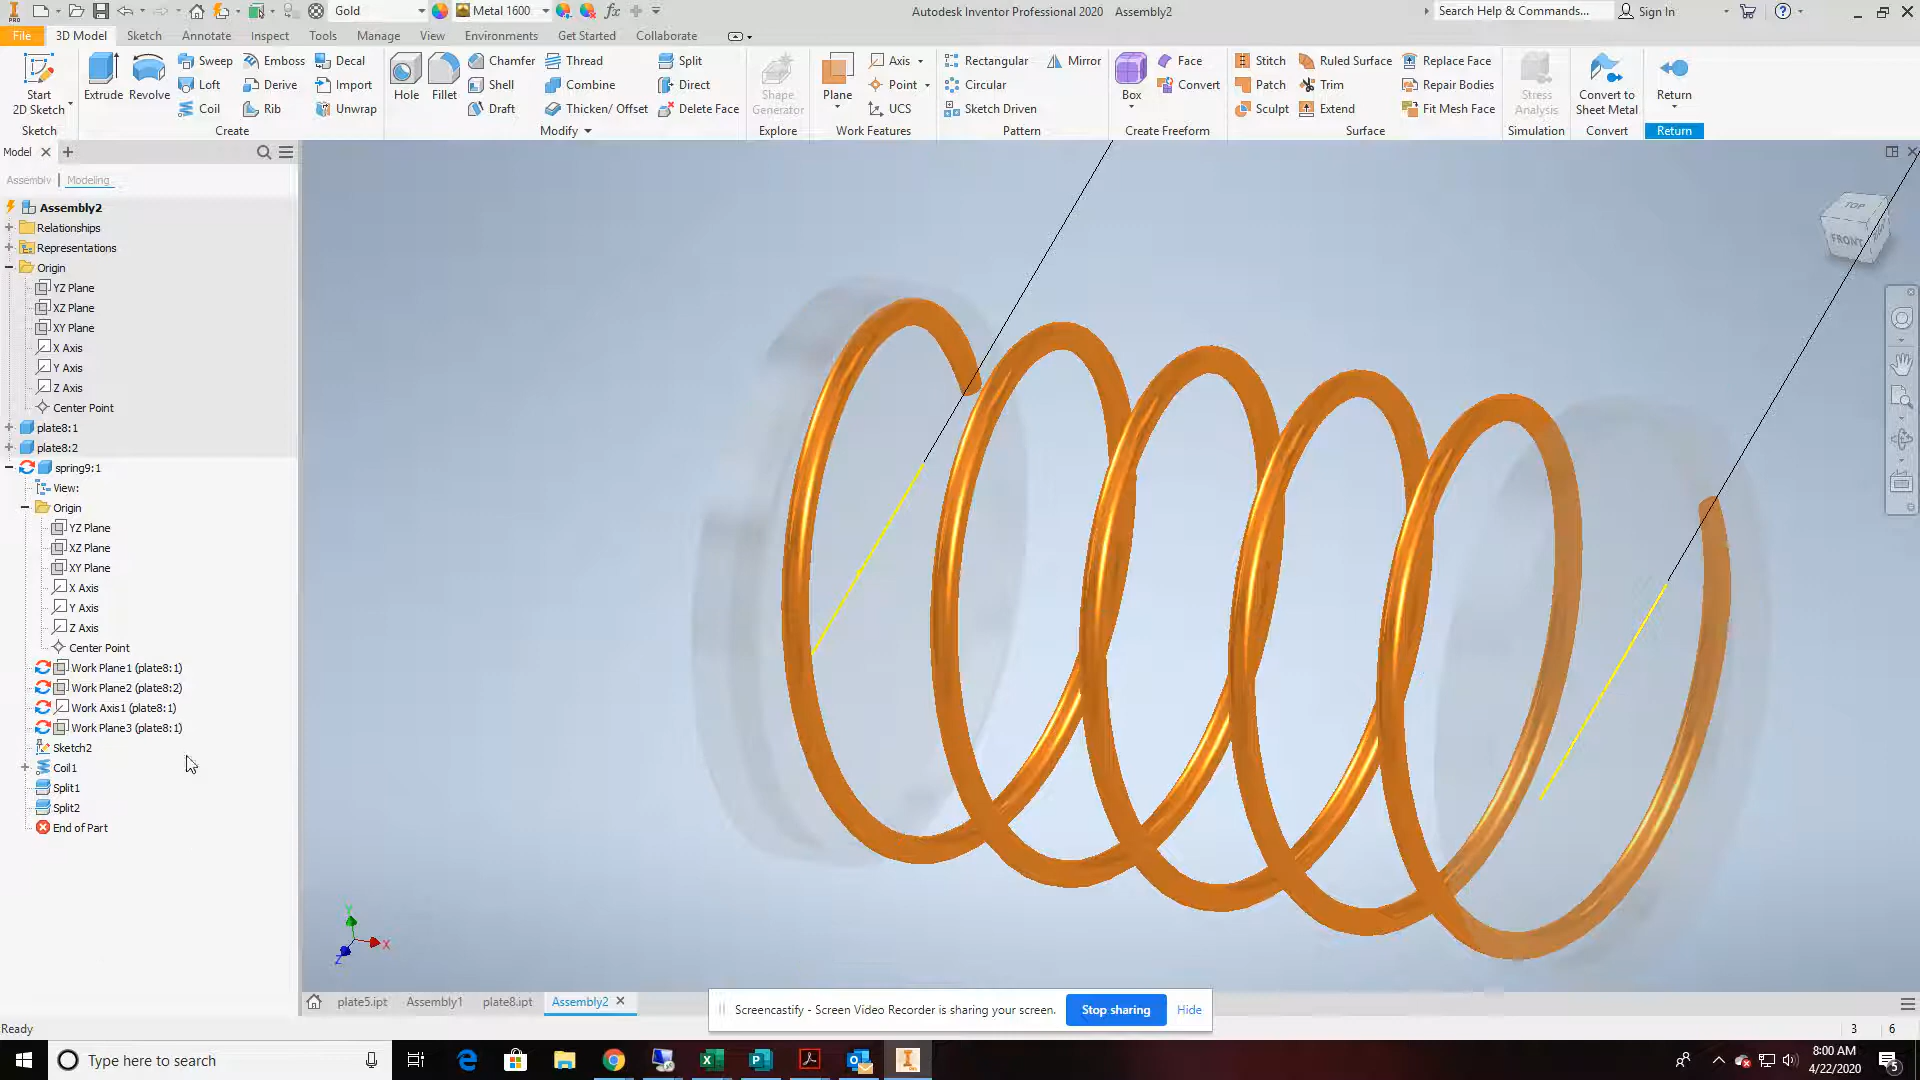 Gold
Metal 1600
Autodesk Inventor Professional 2020 Assembly2
Search Help & Commands...
Sign In
File
3D Model
Sketch
Annotate
Inspect
Tools
Manage
View
Environments
Get Started
Collaborate
Start
2D Sketch
Sketch
Extrude
Revolve
Sweep
Loft
Coil
Emboss
Derive
Rib
Decal
Import
Unwrap
Create
Hole
Fillet
Chamfer
Shell
Draft
Thread
Combine
Thicken/ Offset
Split
Direct
Delete Face
Modify
Shape
Generator
Explore
Plane
Axis
Point
UCS
Work Features
Rectangular
Circular
Sketch Driven
Mirror
Pattern
Box
Face
Convert
Create Freeform
Stitch
Patch
Sculpt
Ruled Surface
Trim
Extend
Replace Face
Repair Bodies
Fit Mesh Face
Surface
Stress
Analysis
Simulation
Convert to
Sheet Metal
Convert
Return
Return
Model
Assembly
Modeling
Assembly2
Relationships
Representations
Origin
YZ Plane
XZ Plane
XY Plane
X Axis
Y Axis
Z Axis
Center Point
plate8:1
plate8:2
spring9:1
View:
Origin
YZ Plane
XZ Plane
XY Plane
X Axis
Y Axis
Z Axis
Center Point
Work Plane1 (plate8:1)
Work Plane2 (plate8:2)
Work Axis1 (plate8:1)
Work Plane3 (plate8:1)
Sketch2
Coil1
Split1
Split2
End of Part
TOP
FRONT
Y
X
Z
plate5.ipt
Assembly1
plate8.ipt
Assembly2
Screencastify - Screen Video Recorder is sharing your screen.
Stop sharing
Hide
Ready
3
6
Type here to search
8:00 AM
4/22/2020
5